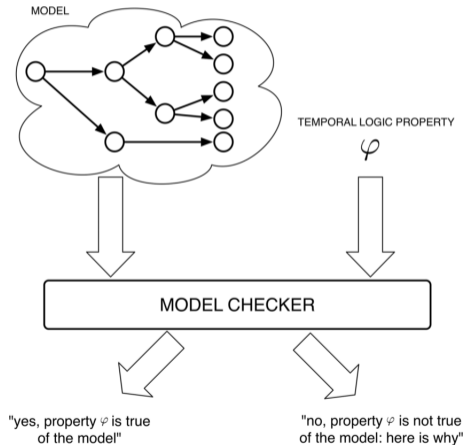 MODEL
TEMPORAL LOGIC PROPERTY
φ
MODEL CHECKER
"yes, property φ is true
of the model"
"no, property φ is not true
of the model: here is why"